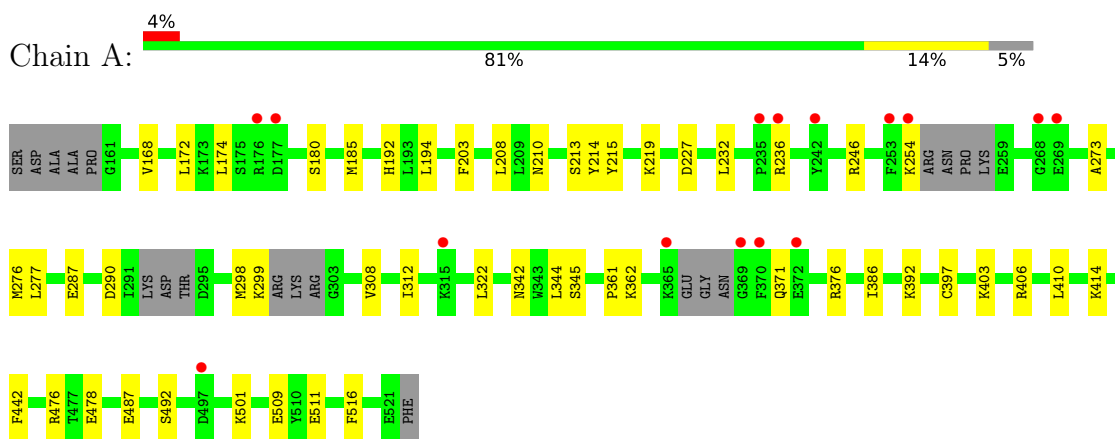 4%
Chain A:
81% 14% 5%
SER ASP ALA ALA PRO G161 V168 L172 K173 L174 S175 R176 D177 S180 M185 H192 L193 L194 F203 L208 L209 N210 S213 Y214 Y215 K219 D227 L232 P235 R236 Y242 R246 F253 K254 ARG ASN PRO LYS E259 G268 E269 A273
M276 L277 E287 D290 I291 LYS ASP THR D295 M298 K299 ARG LYS ARG G303 V308 I312 K315 L322 N342 W343 L344 S345 P361 K362 K365 GLU GLY ASN G369 F370 Q371 E372 R376 I386 K392 C397 K403 R406 L410 K414
F442 R476 T477 E478 E487 S492 D497 K501 E509 Y510 E511 F516 E521 PHE